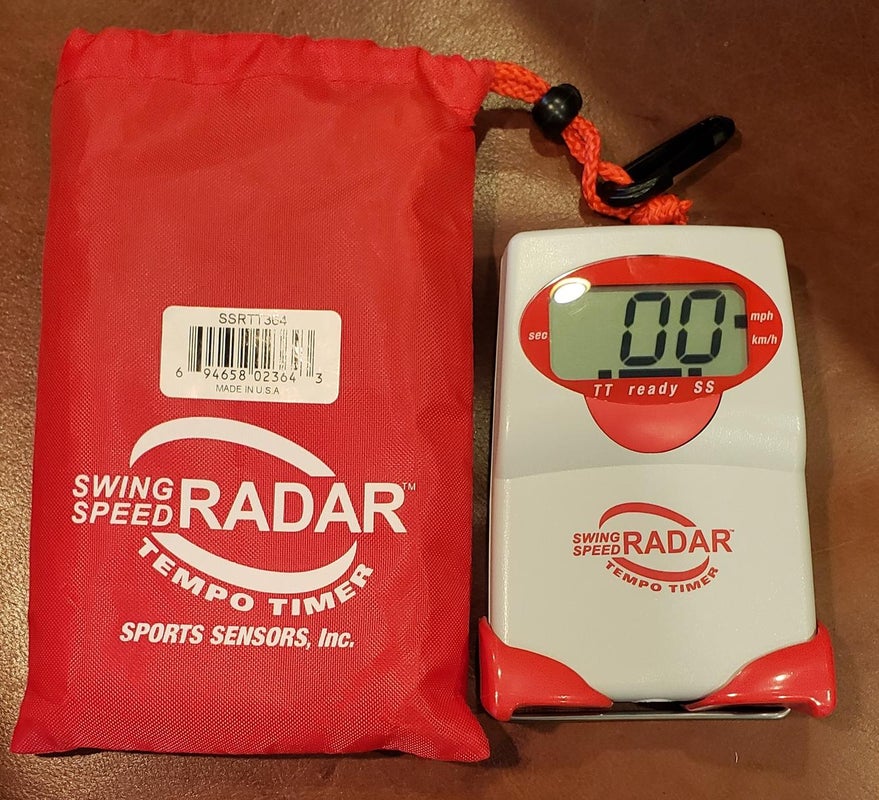 SSRTT364
6 94658 02364 3
MADE IN U.S.A
SWING SPEED RADAR™
TEMPO TIMER
SPORTS SENSORS, Inc.
00
sec
mph
km/h
TT ready SS
SWING SPEED RADAR™
TEMPO TIMER